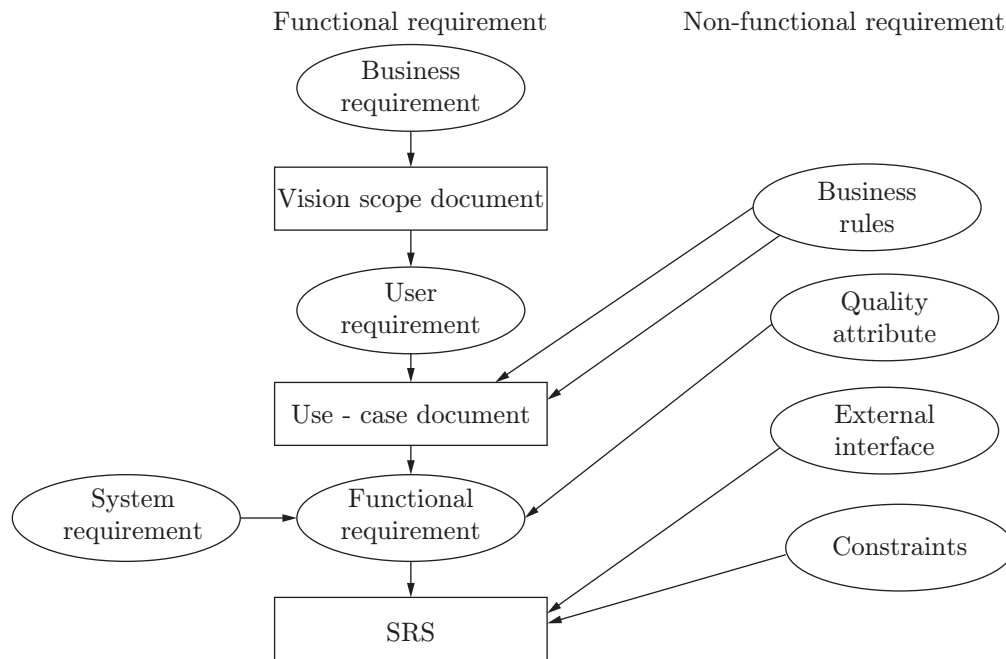 Functional requirement
Non-functional requirement
Business
requirement
Vision scope document
Business
rules
User
requirement
Quality
attribute
Use - case document
External
interface
System
requirement
Functional
requirement
Constraints
SRS